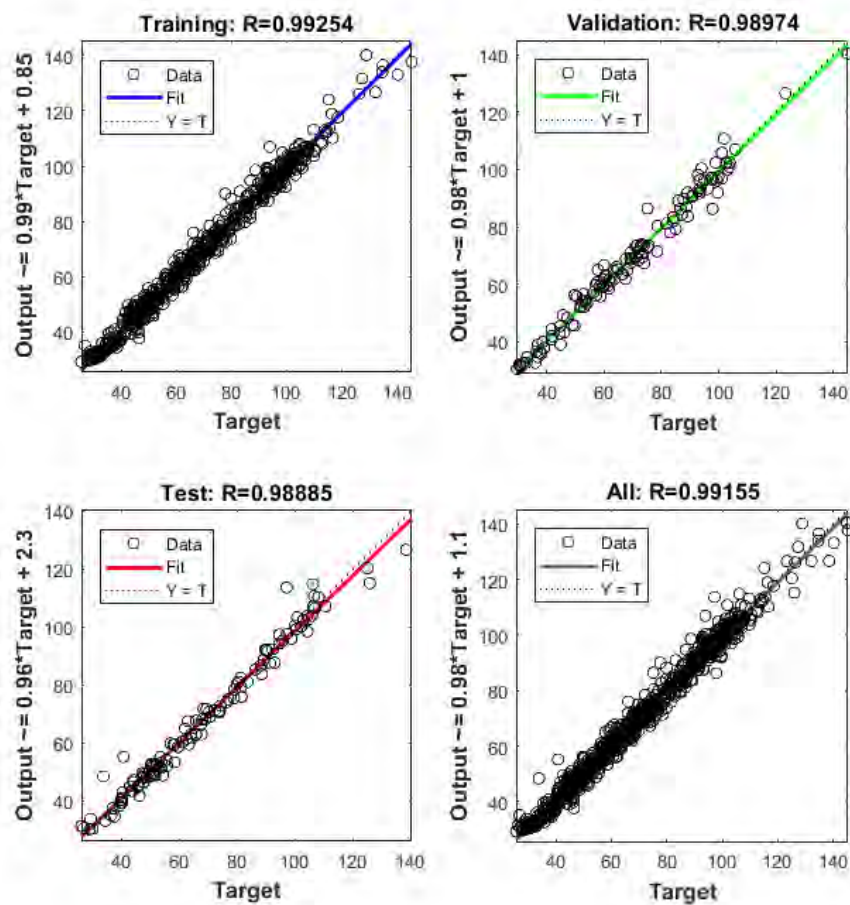 Training: R=0.99254
Output ~= 0.99*Target + 0.85
140
120
100
80
60
40
Data
Fit
Y = T
40
60
80
100
120
140
Target
Validation: R=0.98974
Output ~= 0.98*Target + 1
140
120
100
80
60
40
Data
Fit
Y = T
40
60
80
100
120
140
Target
Test: R=0.98885
Output ~= 0.96*Target + 2.3
140
120
100
80
60
40
Data
Fit
Y = T
40
60
80
100
120
140
Target
All: R=0.99155
Output ~= 0.98*Target + 1.1
140
120
100
80
60
40
Data
Fit
Y = T
40
60
80
100
120
140
Target